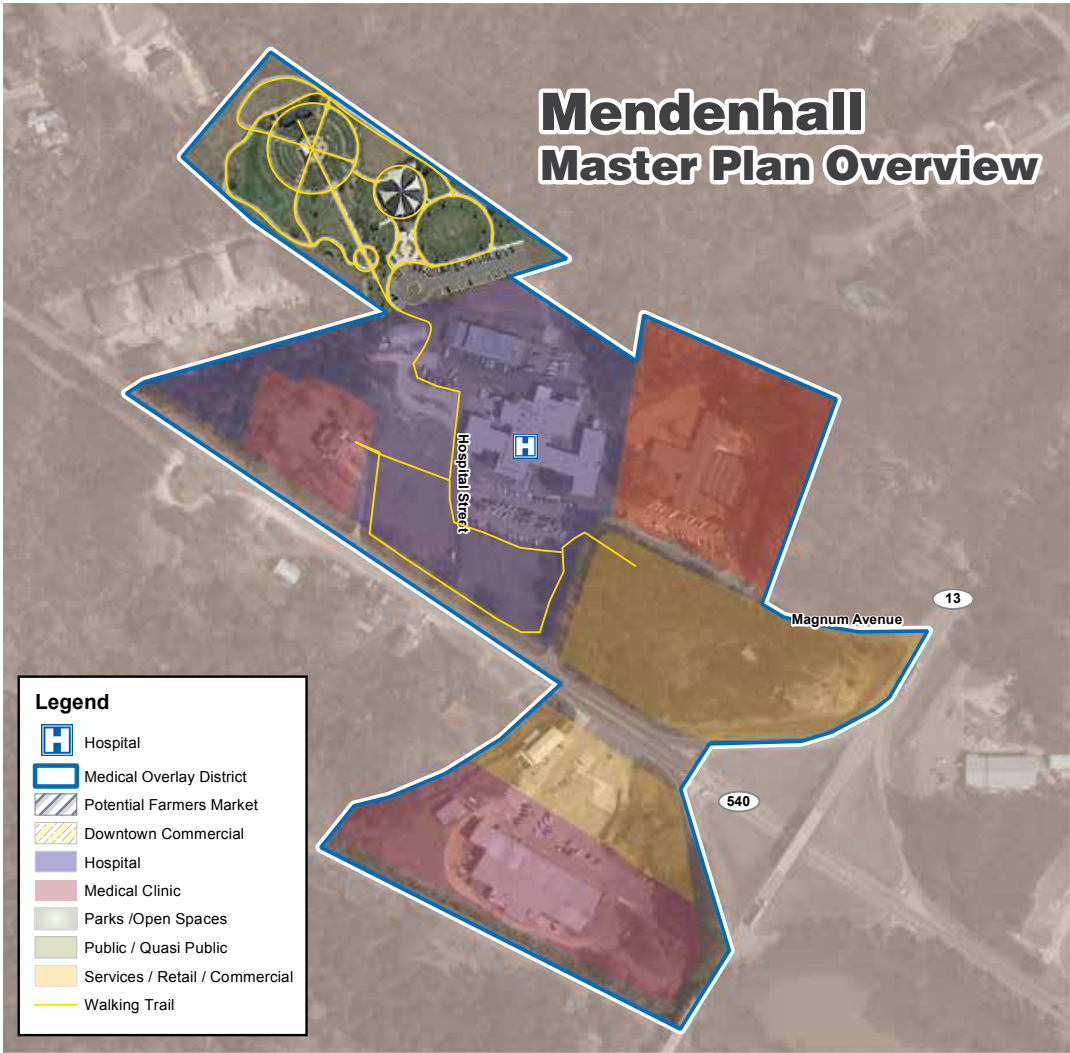 Mendenhall
Master Plan Overview
H
Hospital Street
13
Magnum Avenue
540
Legend
H
Hospital
Medical Overlay District
Potential Farmers Market
Downtown Commercial
Hospital
Medical Clinic
Parks /Open Spaces
Public / Quasi Public
Services / Retail / Commercial
Walking Trail